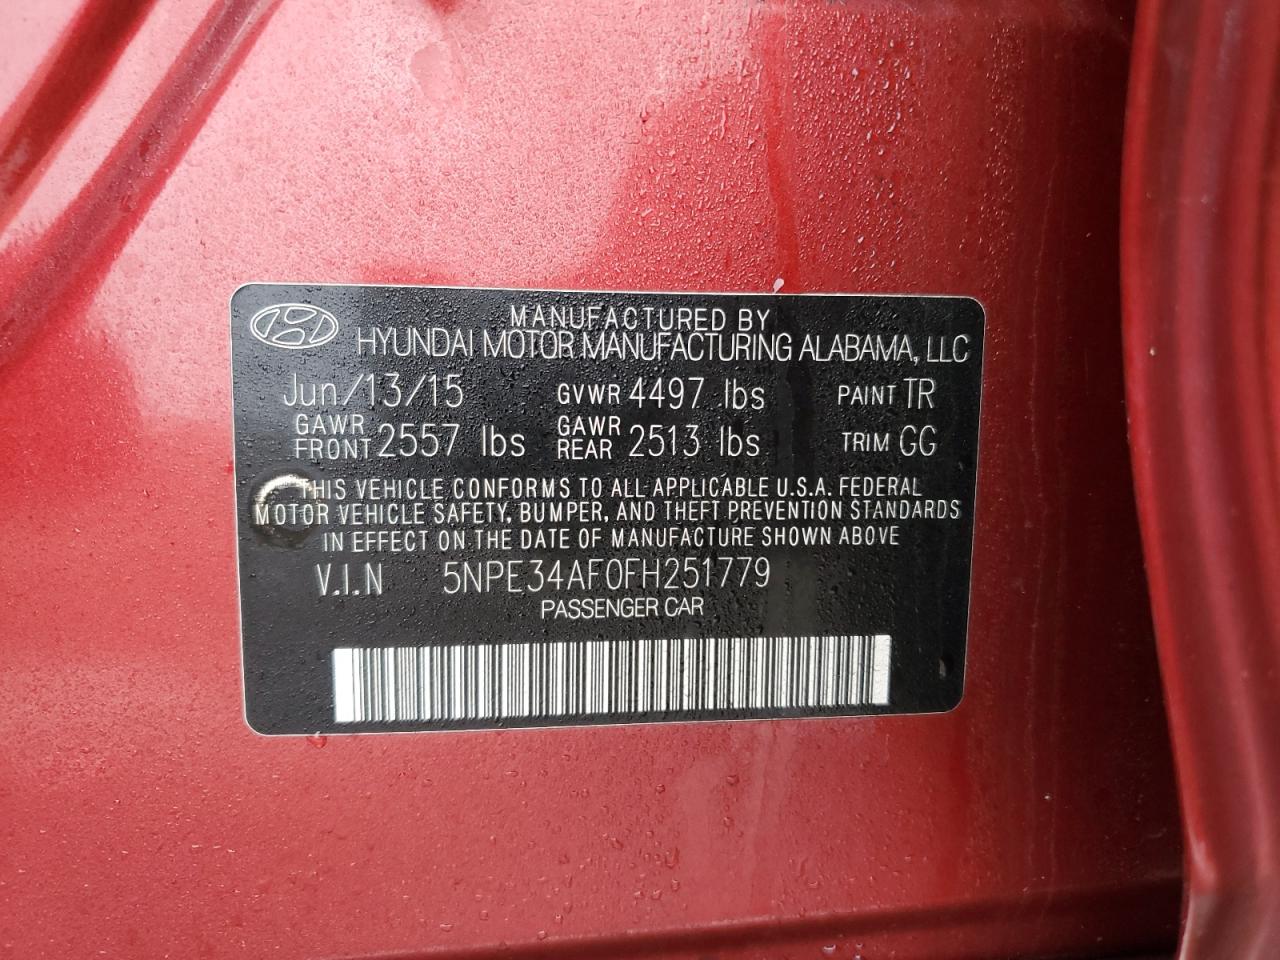 MANUFACTURED BY
HYUNDAI MOTOR MANUFACTURING ALABAMA, LLC
Jun/13/15 GVWR 4497 lbs PAINT TR
GAWR FRONT 2557 lbs GAWR REAR 2513 lbs TRIM GG
THIS VEHICLE CONFORMS TO ALL APPLICABLE U.S.A. FEDERAL
MOTOR VEHICLE SAFETY, BUMPER, AND THEFT PREVENTION STANDARDS
IN EFFECT ON THE DATE OF MANUFACTURE SHOWN ABOVE
V.I.N 5NPE34AF0FH251779
PASSENGER CAR